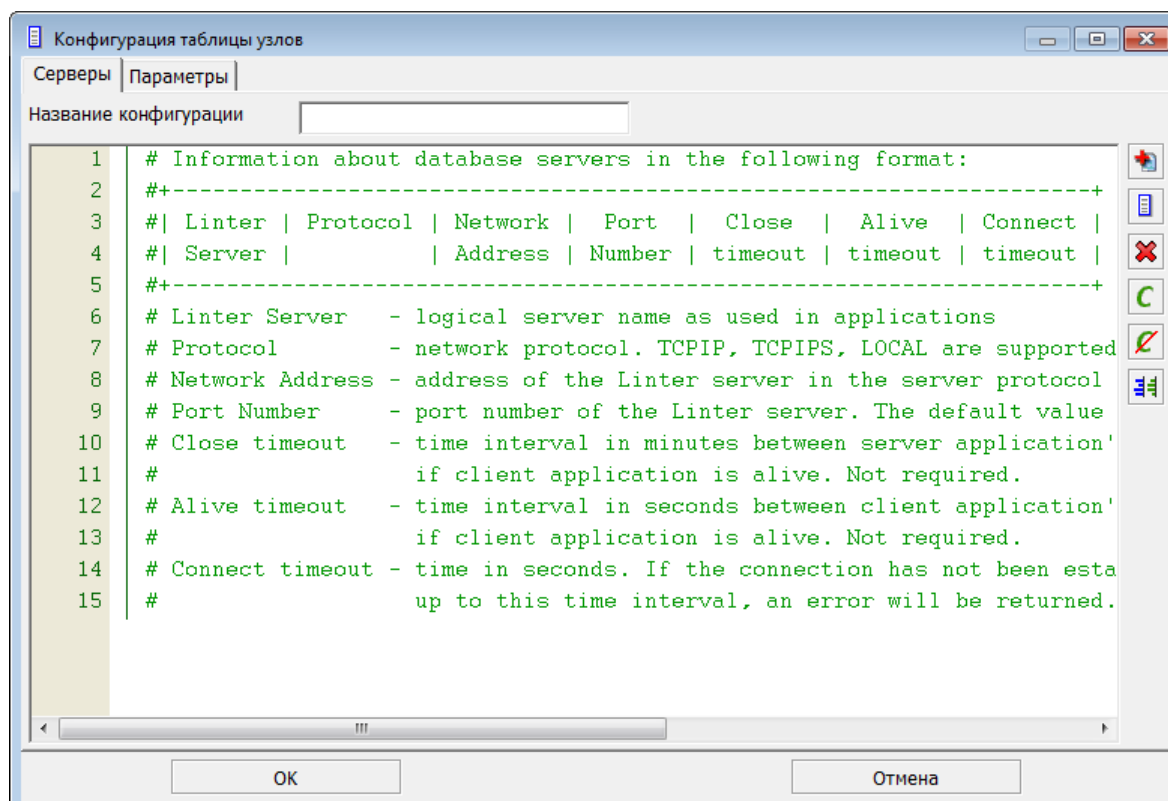 Конфигурация таблицы узлов
Серверы Параметры
Название конфигурации
1 # Information about database servers in the following format:
2 #+--------------------------------------------------------------------+
3 #| Linter | Protocol | Network | Port | Close | Alive | Connect |
4 #| Server | | Address | Number | timeout | timeout | timeout |
5 #+--------------------------------------------------------------------+
6 # Linter Server - logical server name as used in applications
7 # Protocol - network protocol. TCPIP, TCPIPS, LOCAL are supported
8 # Network Address - address of the Linter server in the server protocol
9 # Port Number - port number of the Linter server. The default value
10 # Close timeout - time interval in minutes between server application'
11 # if client application is alive. Not required.
12 # Alive timeout - time interval in seconds between client application'
13 # if client application is alive. Not required.
14 # Connect timeout - time in seconds. If the connection has not been esta
15 # up to this time interval, an error will be returned.
OK Отмена